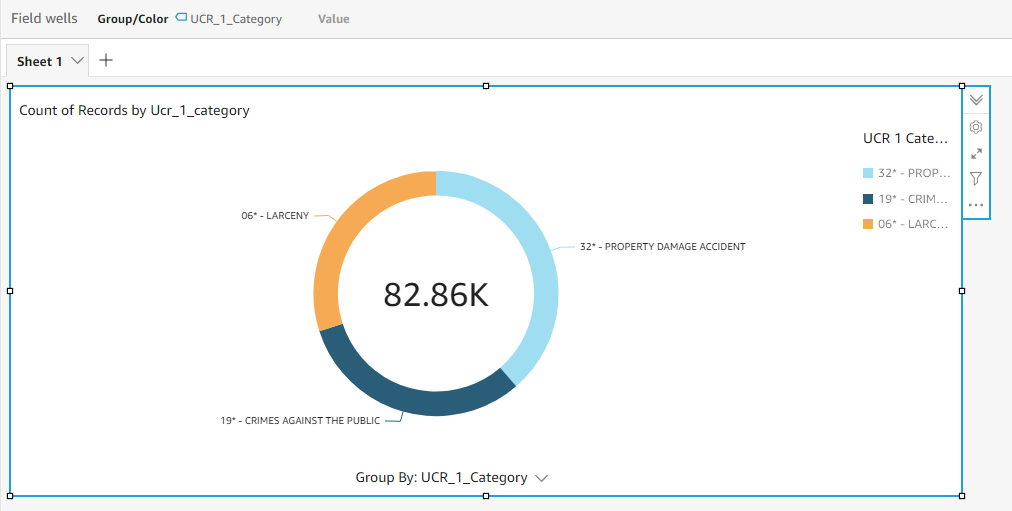 Field wells Group/Color UCR_1_Category Value
Sheet 1
Count of Records by Ucr_1_category
UCR 1 Cate...
32* - PROP...
19* - CRIM...
06* - LARC...
06* - LARCENY
32* - PROPERTY DAMAGE ACCIDENT
82.86K
19* - CRIMES AGAINST THE PUBLIC
Group By: UCR_1_Category